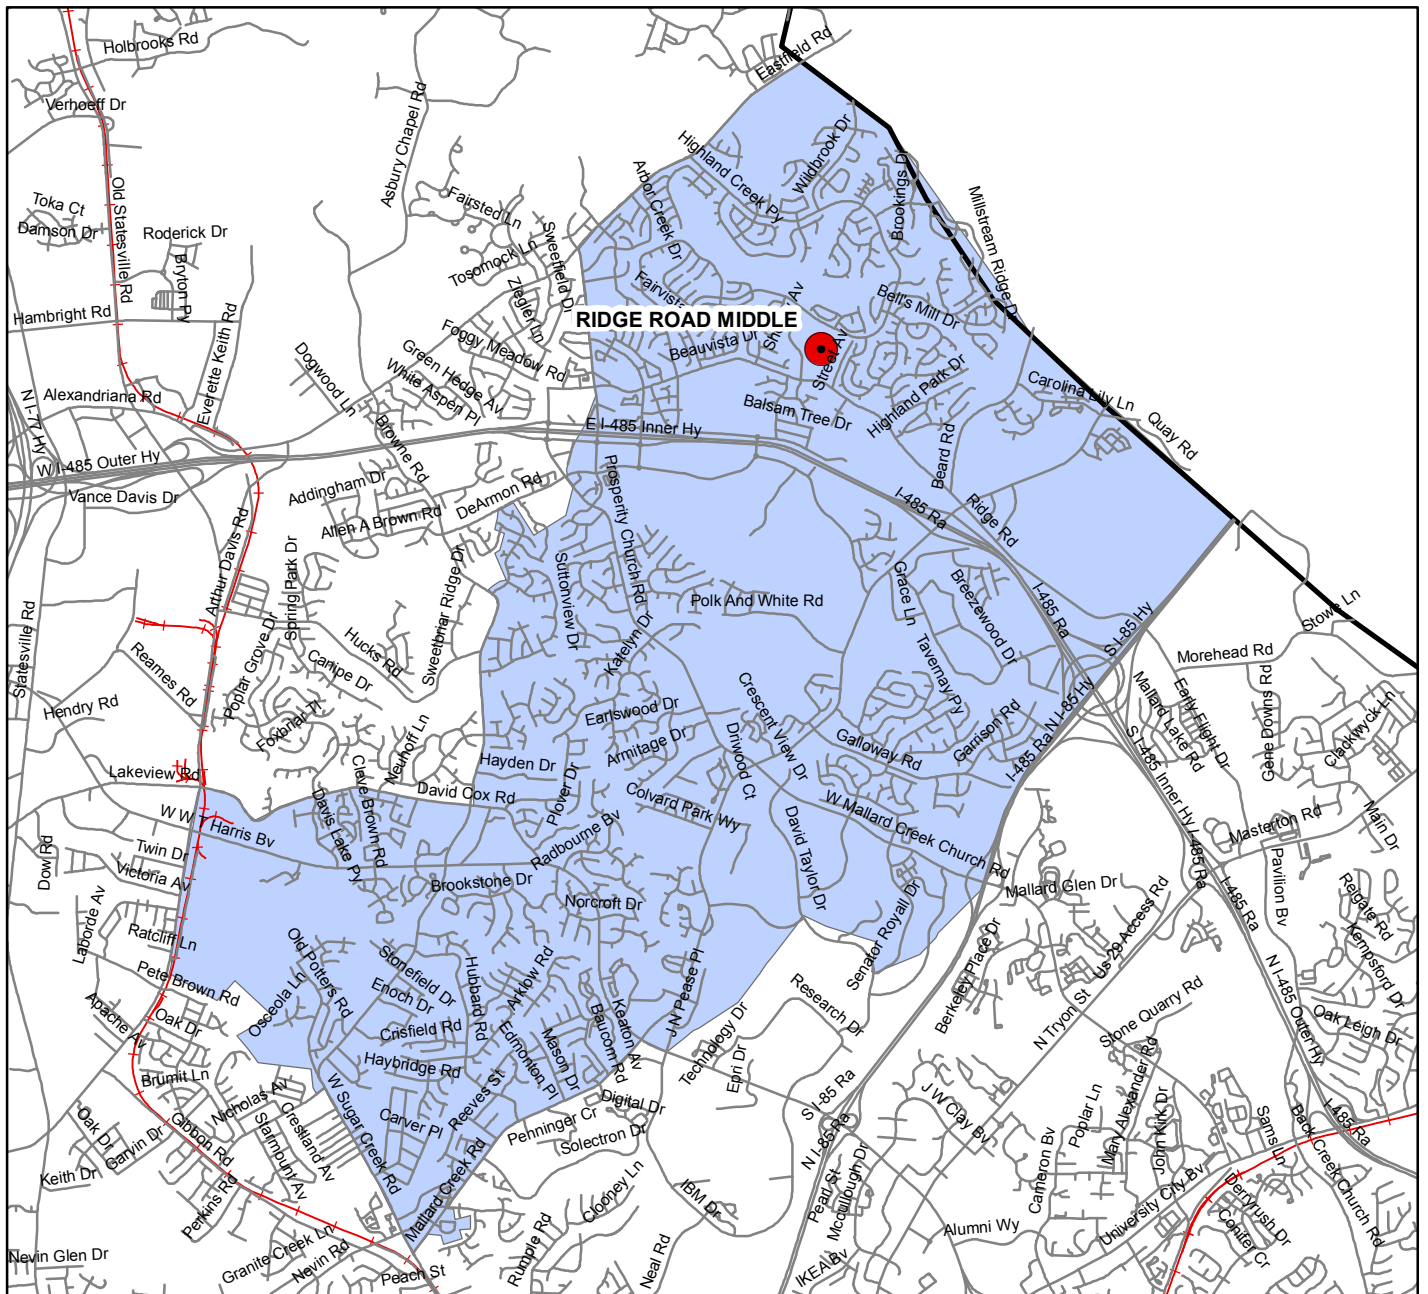 Holbrooks Rd
Eastfield Rd
Verhoeff Dr
Asbury Chapel Rd
Highland Creek Py
Wildbrook Dr
Brookings D
Arbor Creek Dr
Millstream Ridge Dr
Toka Ct
Damson Dr
Old Statesville Rd
Roderick Dr
Bryton Py
Fairsted Ln
Tosomock Ln
Sweetfield Dr
Ziegler Ln
Fairvista
Sh
Av
Bell's Mill Dr
Hambright Rd
RIDGE ROAD MIDDLE
Everette Keith Rd
Foggy Meadow Rd
Beauvista Dr
Street Av
Dogwood Ln
Green Hedge Av
White Aspen Pl
Highland Park Dr
Carolina Lily Ln
Quay Rd
N I-77 Hy
Alexandriana Rd
Browne Rd
Balsam Tree Dr
E I-485 Inner Hy
Beard Rd
W I-485 Outer Hy
Vance Davis Dr
Addingham Dr
Allen A Brown Rd
DeArmon Rd
Prosperity Church Rd
I-485 Ra
Ridge Rd
Arthur Davis Rd
Spring Park Dr
Sweetbriar Ridge Dr
Suttonview Dr
Katelyn Dr
Polk And White Rd
Grace Ln
Breezewood Dr
I-485 Ra
S I-85 Hy
Stowe Ln
Statesville Rd
Reames Rd
Poplar Grove Dr
Hucks Rd
Canipe Dr
Tavernay Py
Morehead Rd
Hendry Rd
Foxbriar Tr
Neuhoff Ln
Earlswood Dr
Armitage Dr
Crescent View Dr
Driwood Ct
Galloway Rd
Garrison Rd
I-485 Ra
N I-85 Hy
Mallard Lake Rd
Early Flight Dr
Gene Downs Rd
Clackwyck Ln
S I-485 Inner Hy
I-485 Ra
Lakeview Rd
Hayden Dr
Plover Dr
Cleve Brown Rd
David Cox Rd
Davis Lake Py
Colvard Park Wy
W Mallard Creek Church Rd
David Taylor Dr
Masterton Rd
Main Dr
W W T Harris Bv
Dow Rd
Twin Dr
Victoria Av
Radbourne Bv
Brookstone Dr
Norcroft Dr
Mallard Glen Dr
Pavilion Bv
Reigate Rd
Kempsford Dr
I-485 Ra
Laborde Av
Ratcliff Ln
Senator Royall Dr
Us 29 Access Rd
Berkeley Place Dr
Pete Brown Rd
Old Potters Rd
Osceola Ln
Stonefield Dr
Enoch Dr
Hubbard Rd
Arklow Rd
J N Pease Pl
Research Dr
N Tryon St
Stone Quarry Rd
N I-485 Outer Hy
Apache Av
Oak Dr
Crisfield Rd
Haybridge Rd
Edmonton Pl
Mason Dr
Baucom Rd
Keaton Av
Technology Dr
Epri Dr
Oak Leigh Dr
Brumit Ln
Nicholas Av
W Sugar Creek Rd
Carver Pl
Reeves St
Digital Dr
Penninger Cr
Solectron Dr
S I-85 Ra
N I-85 Ra
J W Clay Bv
Poplar Ln
Mary Alexander Rd
John Kirk Dr
Sams Ln
Back Creek Church Rd
I-485 Ra
Oak Dr
Keith Dr
Garvin Dr
Gibbon Rd
Starmount Av
Crestland Av
Perkins Rd
Mallard Creek Rd
Clooney Ln
IBM Dr
Pearl St
Mccullough Dr
Cameron Bv
University City Bv
Derryrush Dr
Conifer Cr
Alumni Wy
Nevin Glen Dr
Granite Creek Ln
Nevin Rd
Peach St
Rumple Rd
Neal Rd
IKEA Bv